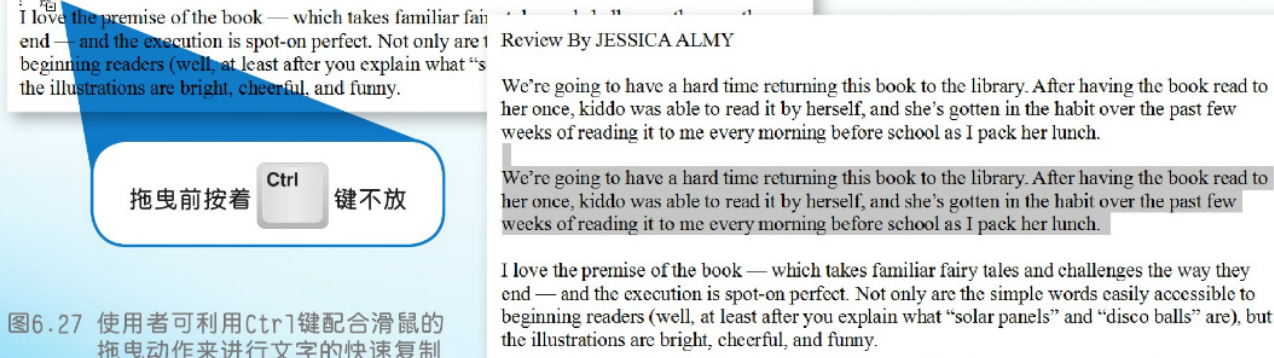 I love the premise of the book — which takes familiar fai
end — and the execution is spot-on perfect. Not only are t
beginning readers (well, at least after you explain what “s
the illustrations are bright, cheerful, and funny.
拖曳前按着 Ctrl 键不放
图6.27 使用者可利用Ctrl键配合滑鼠的
拖曳动作来进行文字的快速复制
Review By JESSICA ALMY
We’re going to have a hard time returning this book to the library. After having the book read to
her once, kiddo was able to read it by herself, and she’s gotten in the habit over the past few
weeks of reading it to me every morning before school as I pack her lunch.
We’re going to have a hard time returning this book to the library. After having the book read to
her once, kiddo was able to read it by herself, and she’s gotten in the habit over the past few
weeks of reading it to me every morning before school as I pack her lunch.
I love the premise of the book — which takes familiar fairy tales and challenges the way they
end — and the execution is spot-on perfect. Not only are the simple words easily accessible to
beginning readers (well, at least after you explain what “solar panels” and “disco balls” are), but
the illustrations are bright, cheerful, and funny.